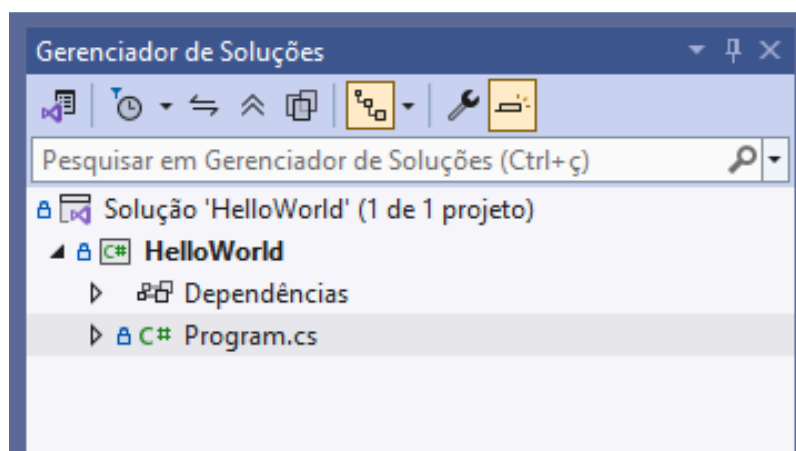 Gerenciador de Soluções
Pesquisar em Gerenciador de Soluções (Ctrl+ç)
Solução 'HelloWorld' (1 de 1 projeto)
C# HelloWorld
Dependências
C# Program.cs